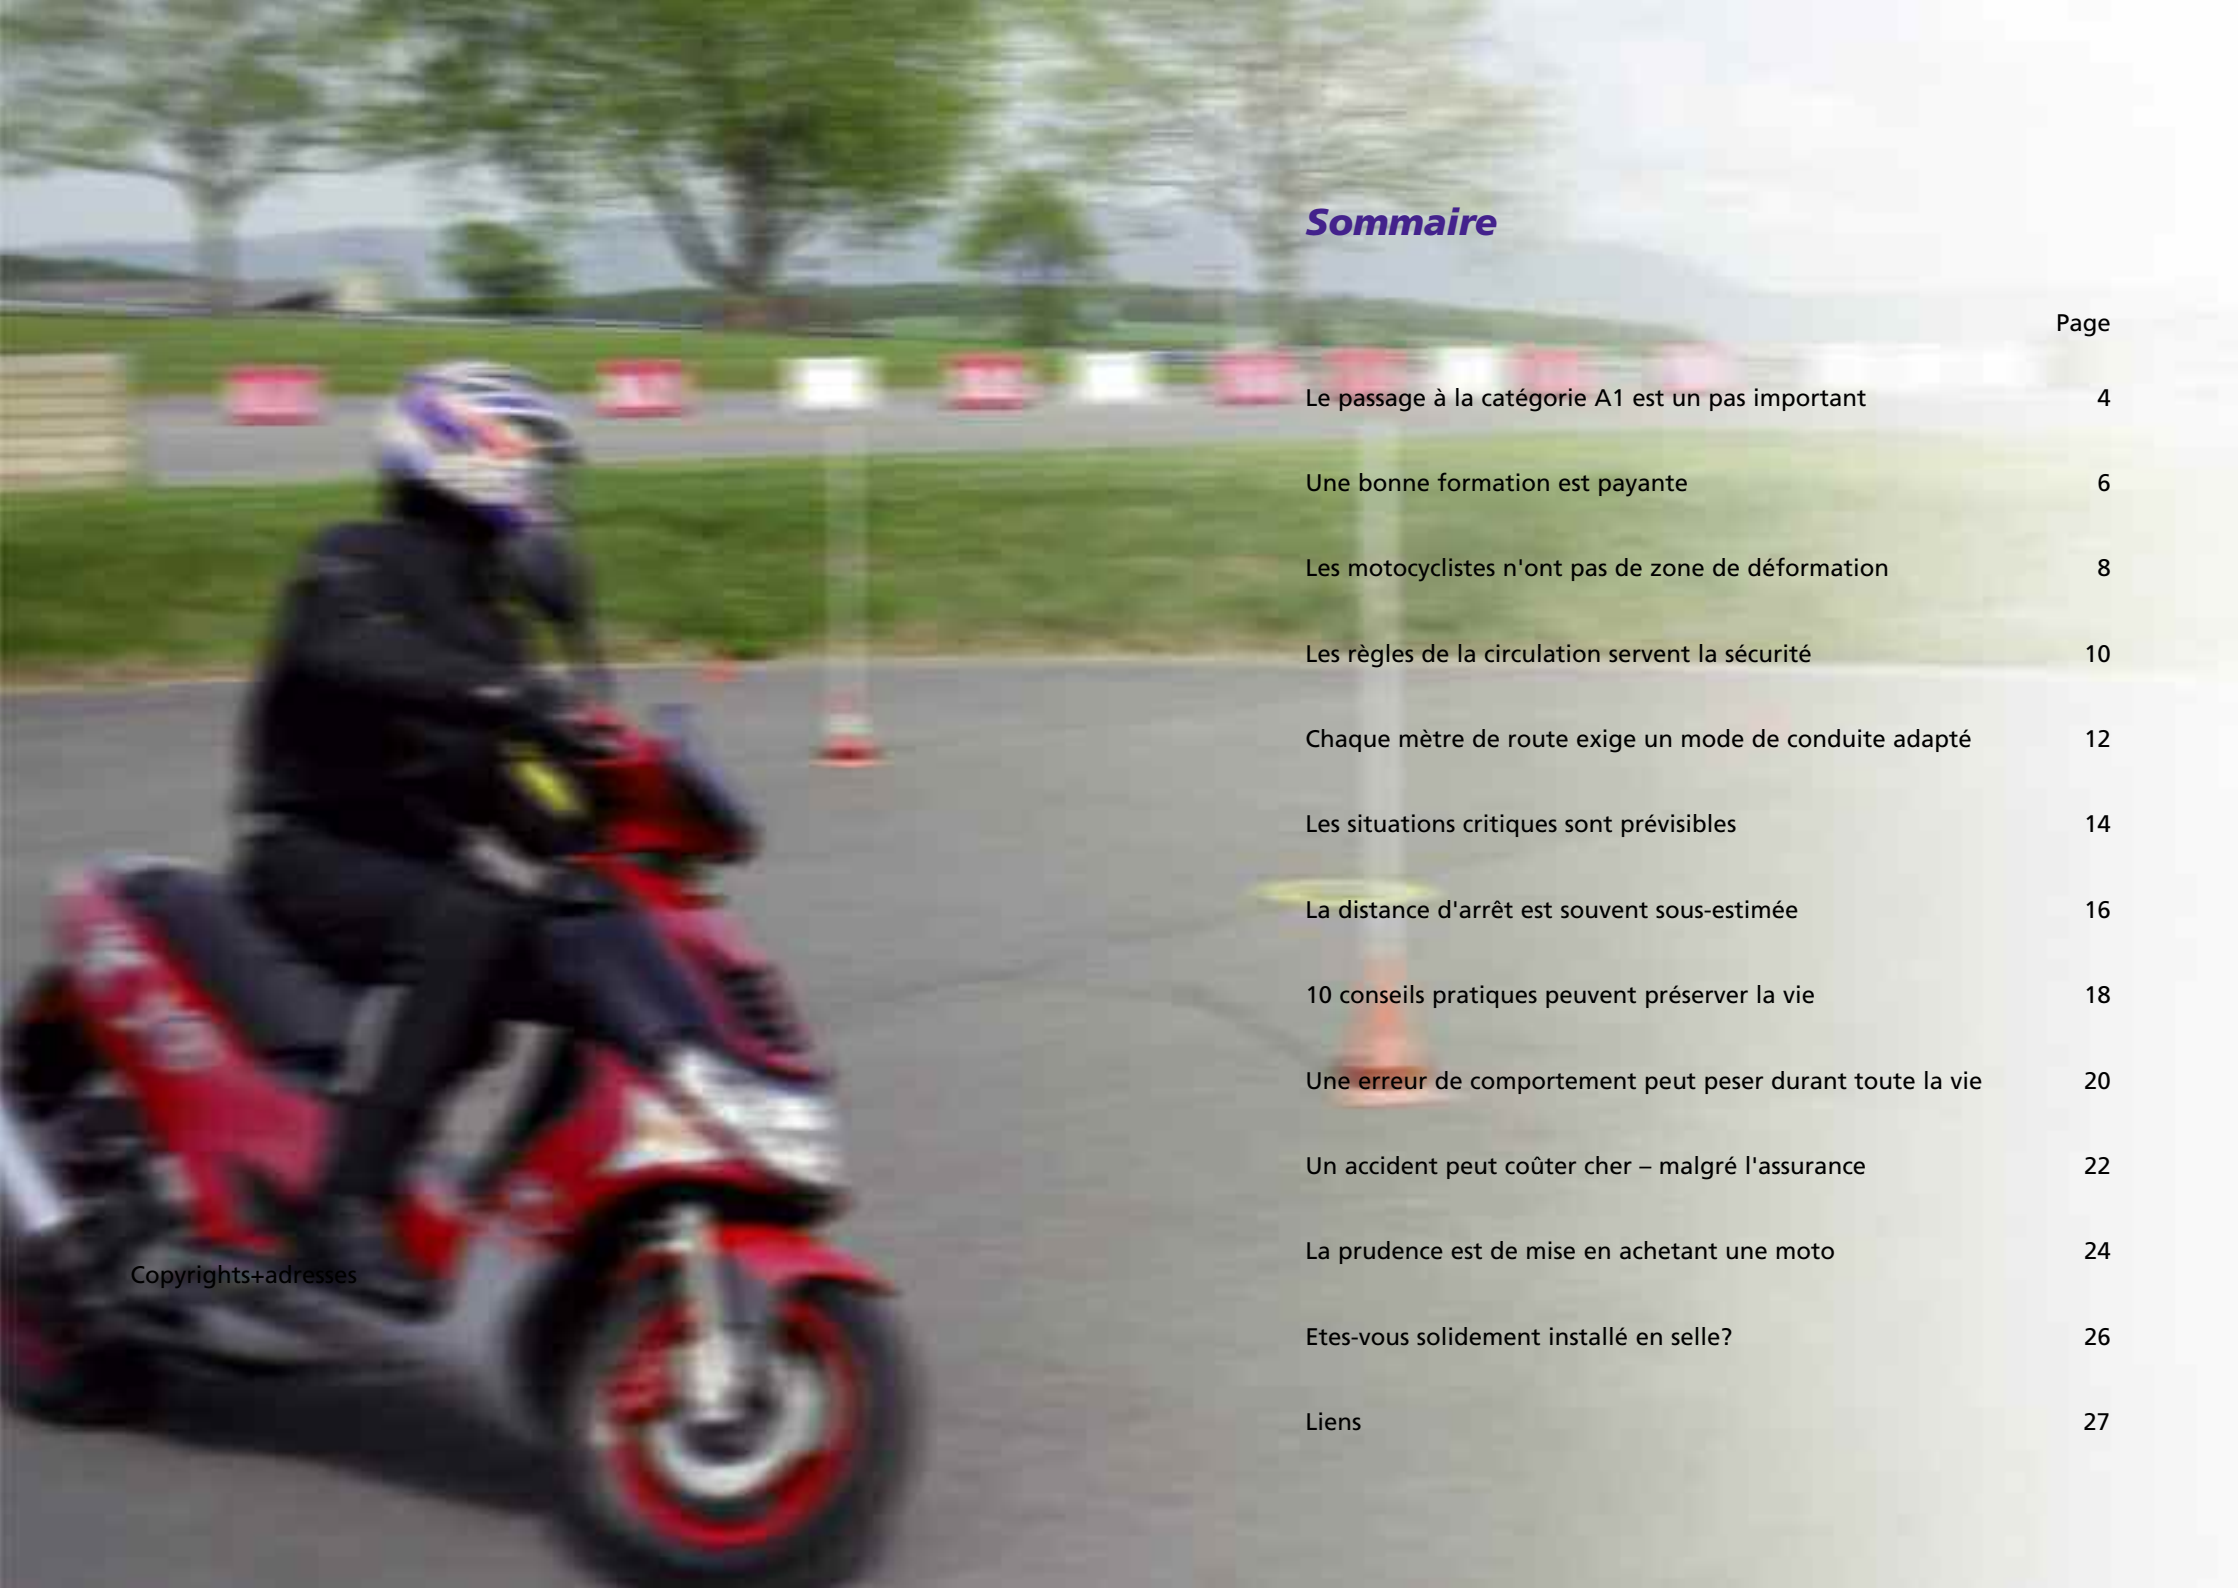 Sommaire
Page
Le passage à la catégorie A1 est un pas important 4
Une bonne formation est payante 6
Les motocyclistes n'ont pas de zone de déformation 8
Les règles de la circulation servent la sécurité 10
Chaque mètre de route exige un mode de conduite adapté 12
Les situations critiques sont prévisibles 14
La distance d'arrêt est souvent sous-estimée 16
10 conseils pratiques peuvent préserver la vie 18
Une erreur de comportement peut peser durant toute la vie 20
Un accident peut coûter cher – malgré l'assurance 22
La prudence est de mise en achetant une moto 24
Etes-vous solidement installé en selle? 26
Liens 27
Copyrights+adresses